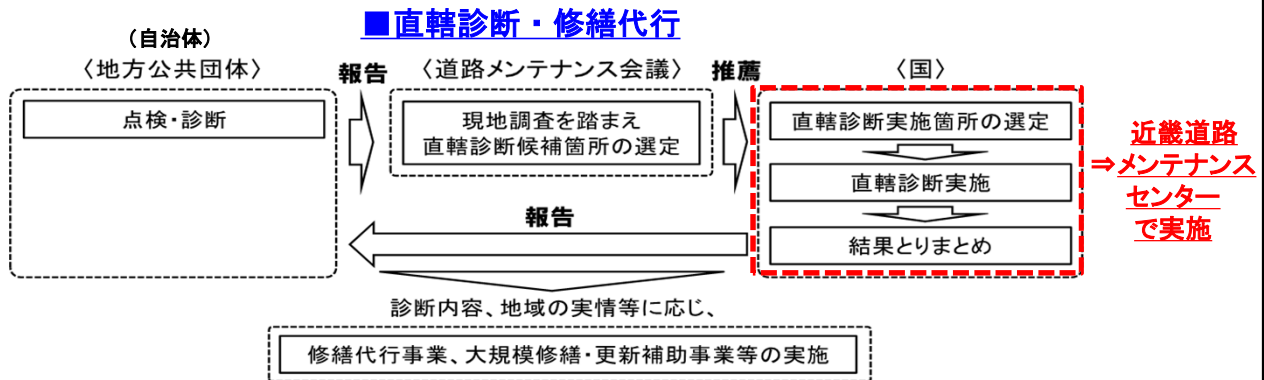 ■直轄診断・修繕代行
（自治体）
〈地方公共団体〉
点検・診断
報告
〈道路メンテナンス会議〉
現地調査を踏まえ
直轄診断候補箇所の選定
推薦
〈国〉
直轄診断実施箇所の選定
直轄診断実施
結果とりまとめ
近畿道路
⇒メンテナンス
センター
で実施
報告
診断内容、地域の実情等に応じ、
修繕代行事業、大規模修繕・更新補助事業等の実施